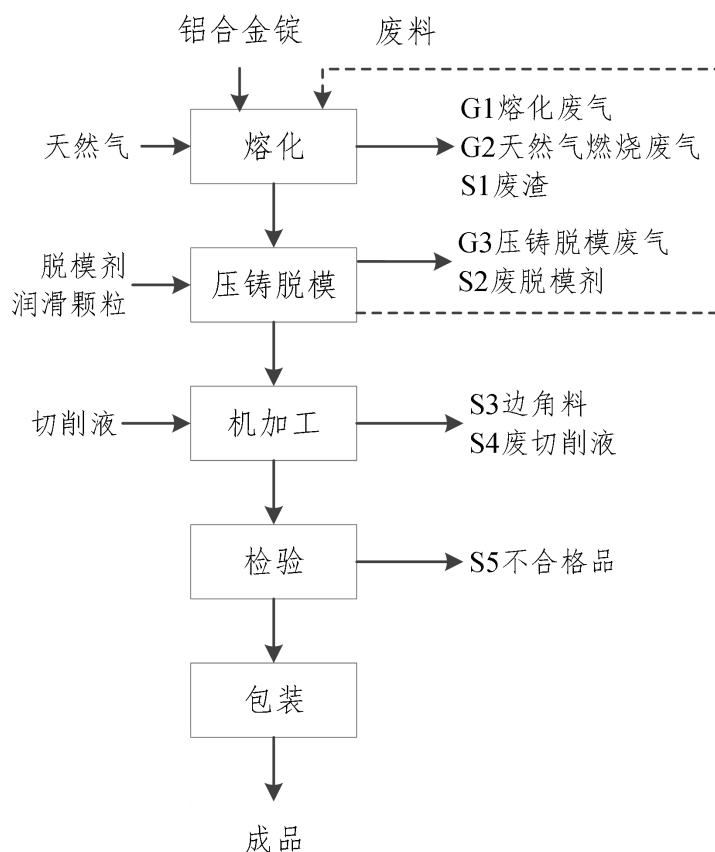 铝合金锭
废料
天然气
熔化
G1熔化废气
G2天然气燃烧废气
S1废渣
脱模剂
润滑颗粒
压铸脱模
G3压铸脱模废气
S2废脱模剂
切削液
机加工
S3边角料
S4废切削液
检验
S5不合格品
包装
成品